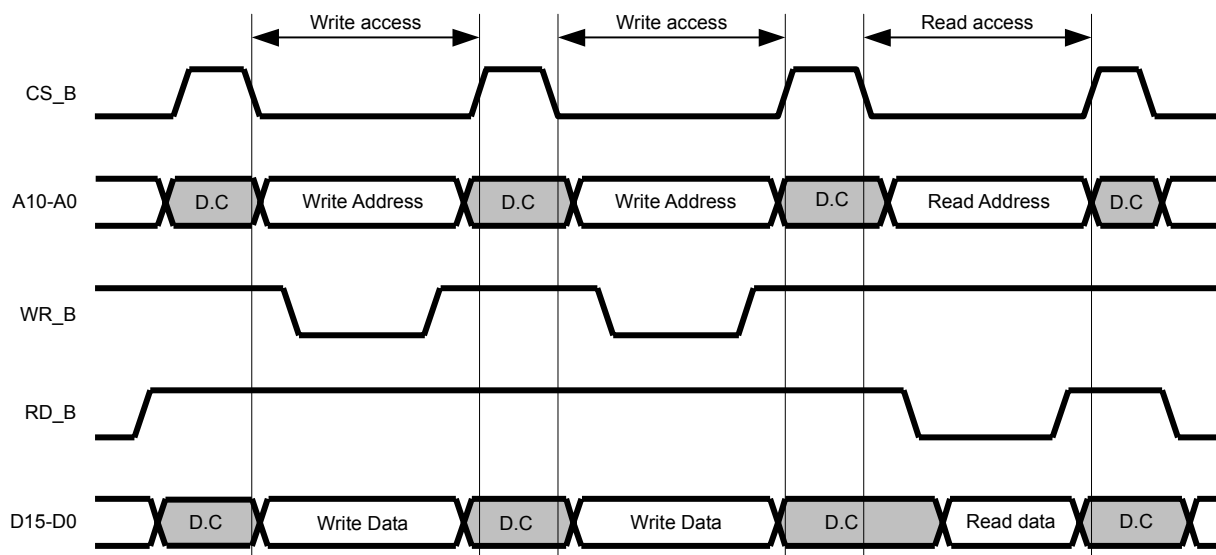 Write access Write access Read access
CS_B
A10-A0 D.C Write Address D.C Write Address D.C Read Address D.C
WR_B
RD_B
D15-D0 D.C Write Data D.C Write Data D.C Read data D.C